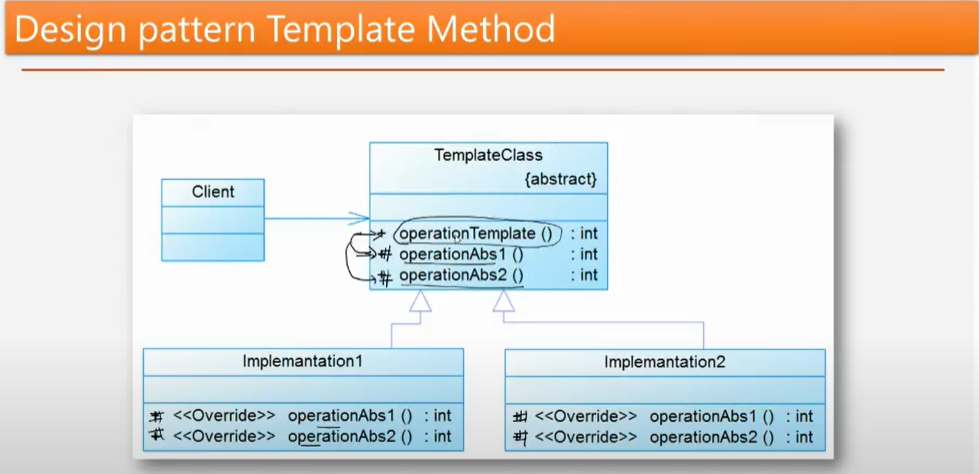 Design pattern Template Method
TemplateClass
{abstract}
Client
+ operationTemplate () : int
# operationAbs1 () : int
# operationAbs2 () : int
Implemantation1
Implemantation2
# <<Override>> operationAbs1 () : int
# <<Override>> operationAbs2 () : int
# <<Override>> operationAbs1 () : int
# <<Override>> operationAbs2 () : int